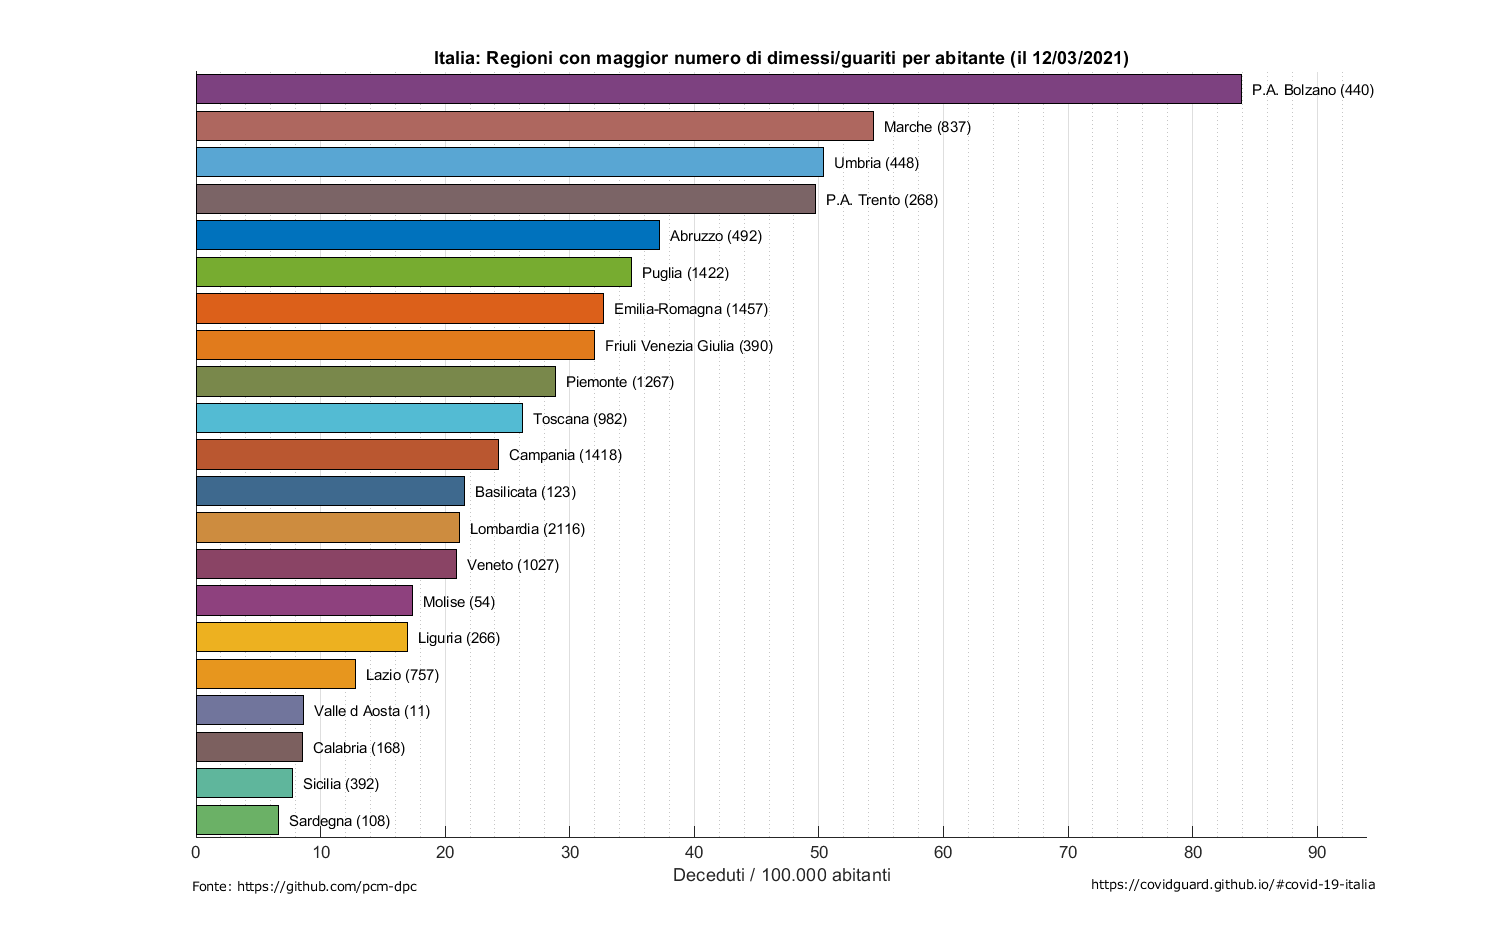 Italia: Regioni con maggior numero di dimessi/guariti per abitante (il 12/03/2021)
P.A. Bolzano (440)
Marche (837)
Umbria (448)
P.A. Trento (268)
Abruzzo (492)
Puglia (1422)
Emilia-Romagna (1457)
Friuli Venezia Giulia (390)
Piemonte (1267)
Toscana (982)
Campania (1418)
Basilicata (123)
Lombardia (2116)
Veneto (1027)
Molise (54)
Liguria (266)
Lazio (757)
Valle d Aosta (11)
Calabria (168)
Sicilia (392)
Sardegna (108)
0 10 20 30 40 50 60 70 80 90
Deceduti / 100.000 abitanti
Fonte: https://github.com/pcm-dpc
https://covidguard.github.io/#covid-19-italia